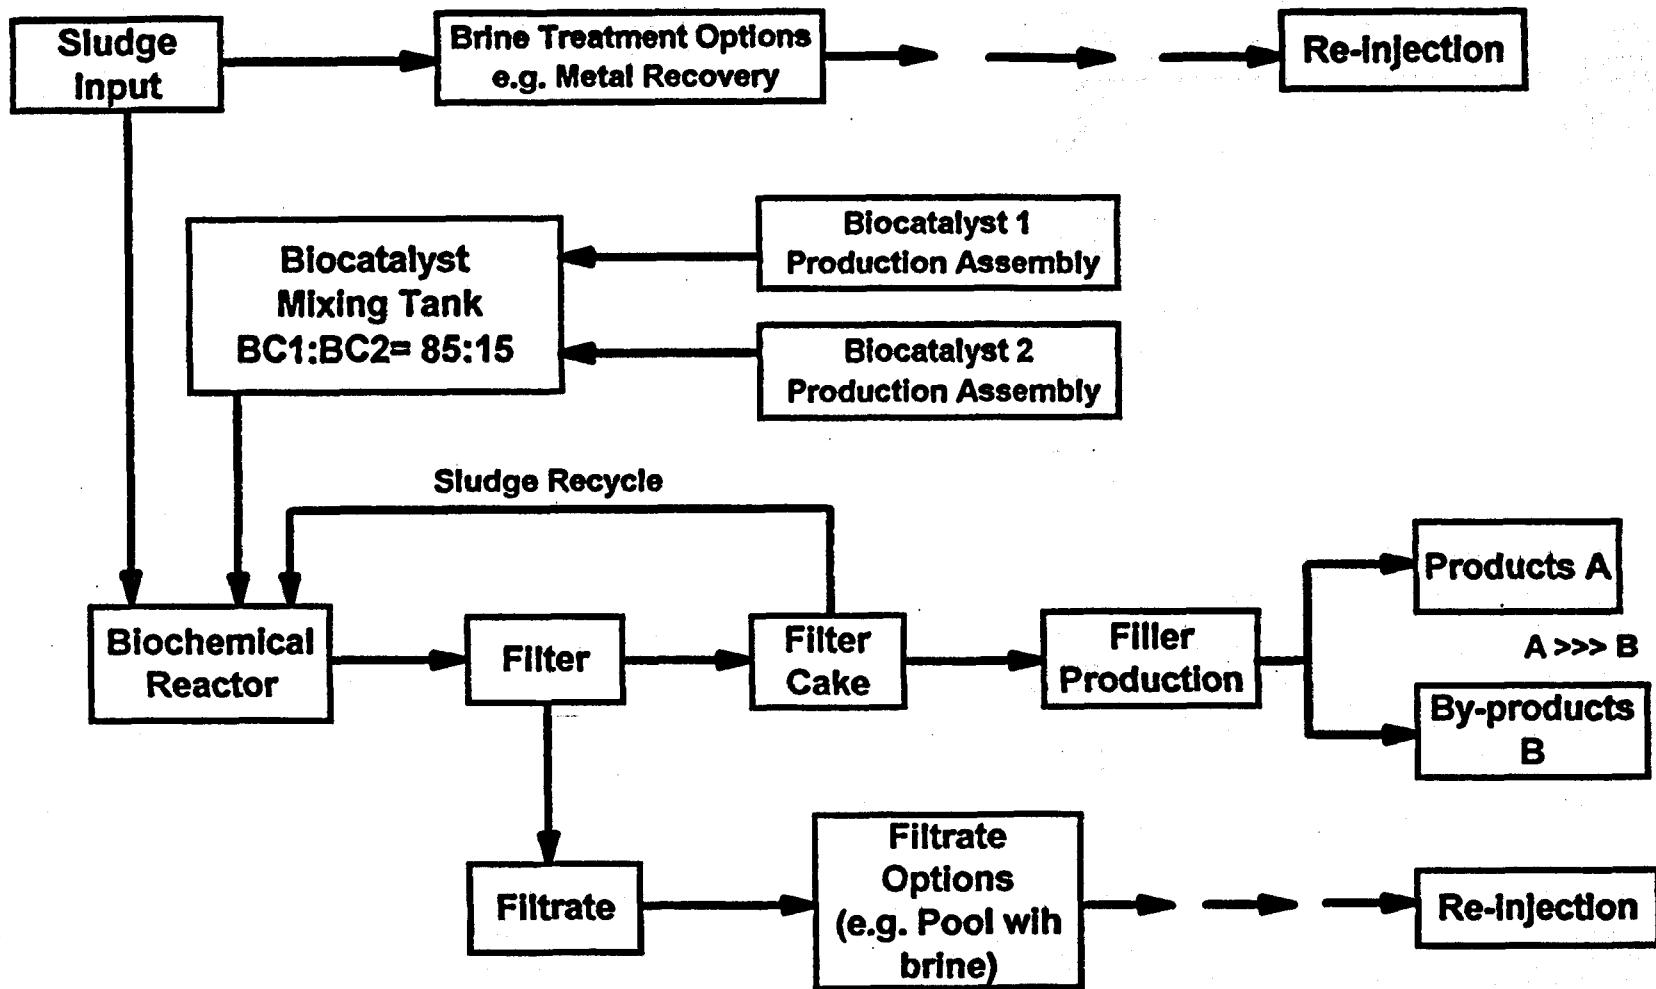 Sludge
Input
Brine Treatment Options
e.g. Metal Recovery
Re-injection
Biocatalyst
Mixing Tank
BC1:BC2= 85:15
Biocatalyst 1
Production Assembly
Biocatalyst 2
Production Assembly
Sludge Recycle
Biochemical
Reactor
Filter
Filter
Cake
Filler
Production
Products A
A >>> B
By-products
B
Filtrate
Filtrate
Options
(e.g. Pool wih
brine)
Re-injection